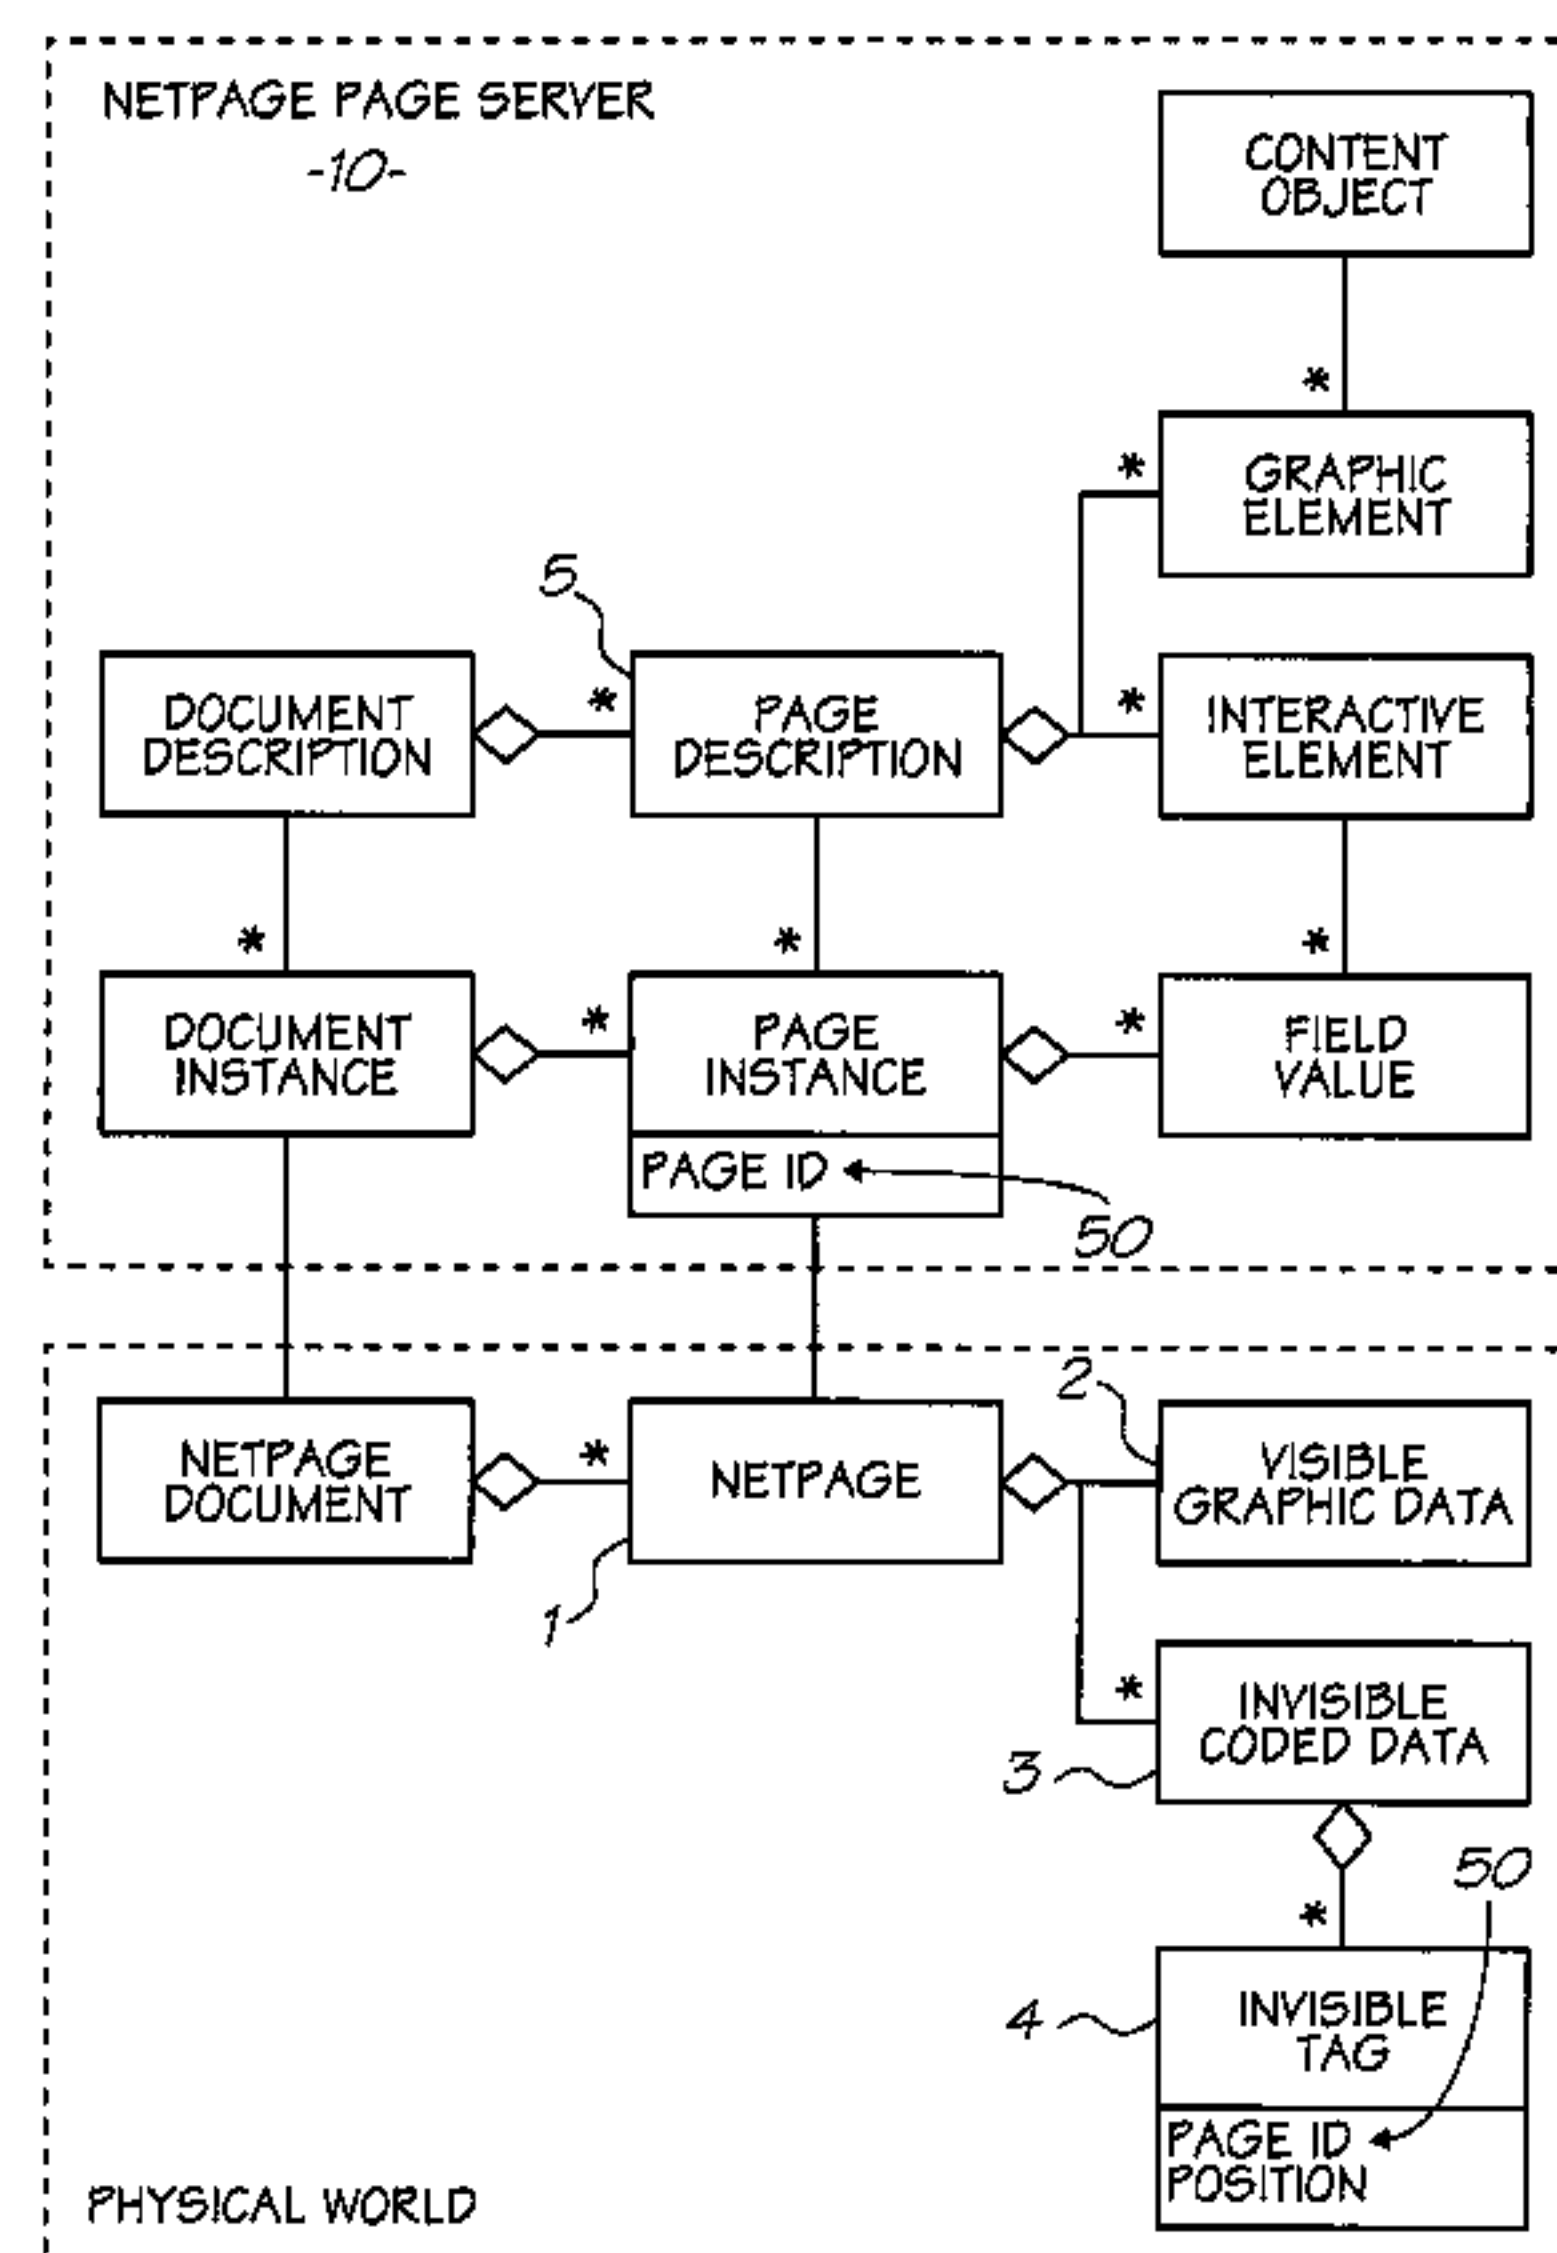 NETPAGE PAGE SERVER
-10-
CONTENT
OBJECT
*
*
GRAPHIC
ELEMENT
5
DOCUMENT
DESCRIPTION
*
PAGE
DESCRIPTION
*
INTERACTIVE
ELEMENT
*
*
*
DOCUMENT
INSTANCE
*
PAGE
INSTANCE
*
FIELD
VALUE
PAGE ID
50
NETPAGE
DOCUMENT
*
NETPAGE
1
2
VISIBLE
GRAPHIC DATA
*
INVISIBLE
CODED DATA
3
50
*
4
INVISIBLE
TAG
PAGE ID
POSITION
PHYSICAL WORLD